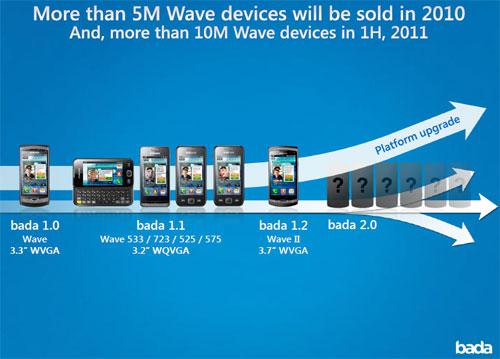 More than 5M Wave devices will be sold in 2010
And, more than 10M Wave devices in 1H, 2011
Platform upgrade
? ? ? ? ? ?
bada 1.0
Wave
3.3” WVGA
bada 1.1
Wave 533 / 723 / 525 / 575
3.2” WQVGA
bada 1.2
Wave II
3.7” WVGA
bada 2.0
bada